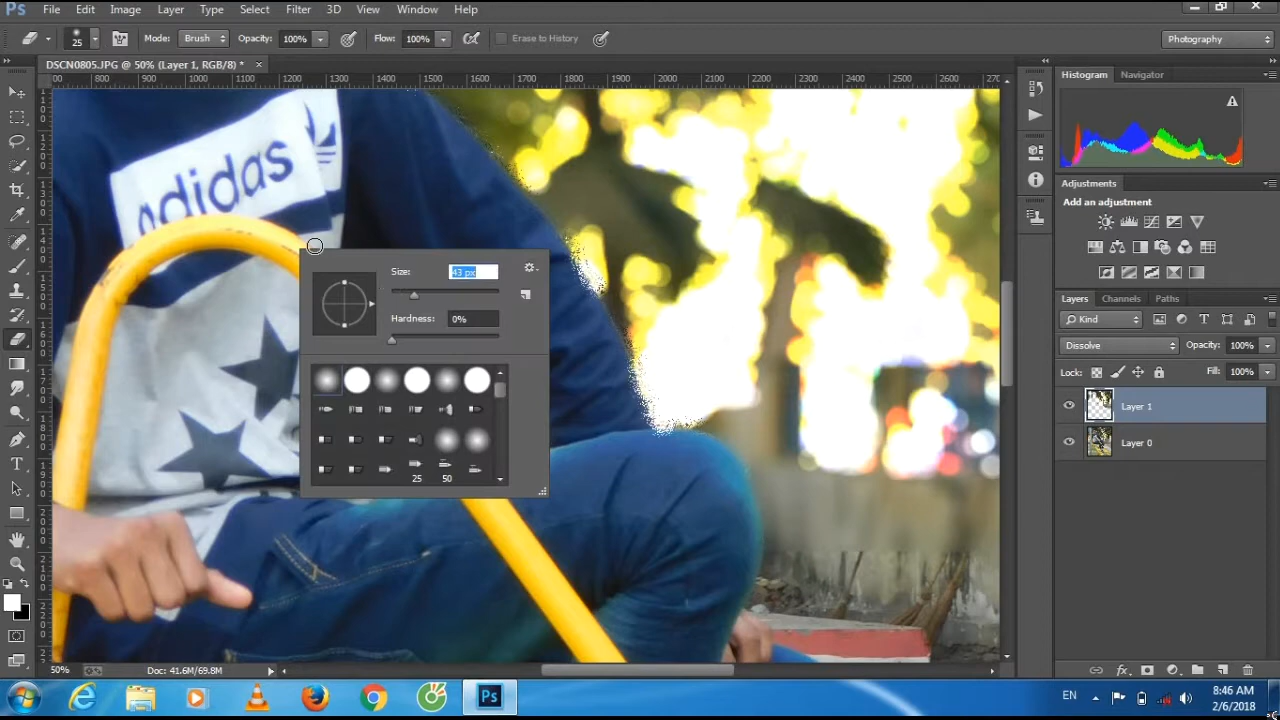 Ps File Edit Image Layer Type Select Filter 3D View Window Help
25 Mode: Brush Opacity: 100% Flow: 100% Erase to History Photography
DSCN0805.JPG @ 50% (Layer 1, RGB/8) * ×
800 900 1000 1100 1200 1300 1400 1500 1600 1700 1800 1900 2000 2100 2200 2300 2400 2500 2600
Histogram Navigator
adidas
Adjustments
Add an adjustment
Size: 43 px
Hardness: 0%
25 50
Layers Channels Paths
Kind
Dissolve Opacity: 100%
Lock: Fill: 100%
Layer 1
Layer 0
50% Doc: 41.6M/69.8M
Ps EN 8:46 AM
2/6/2018